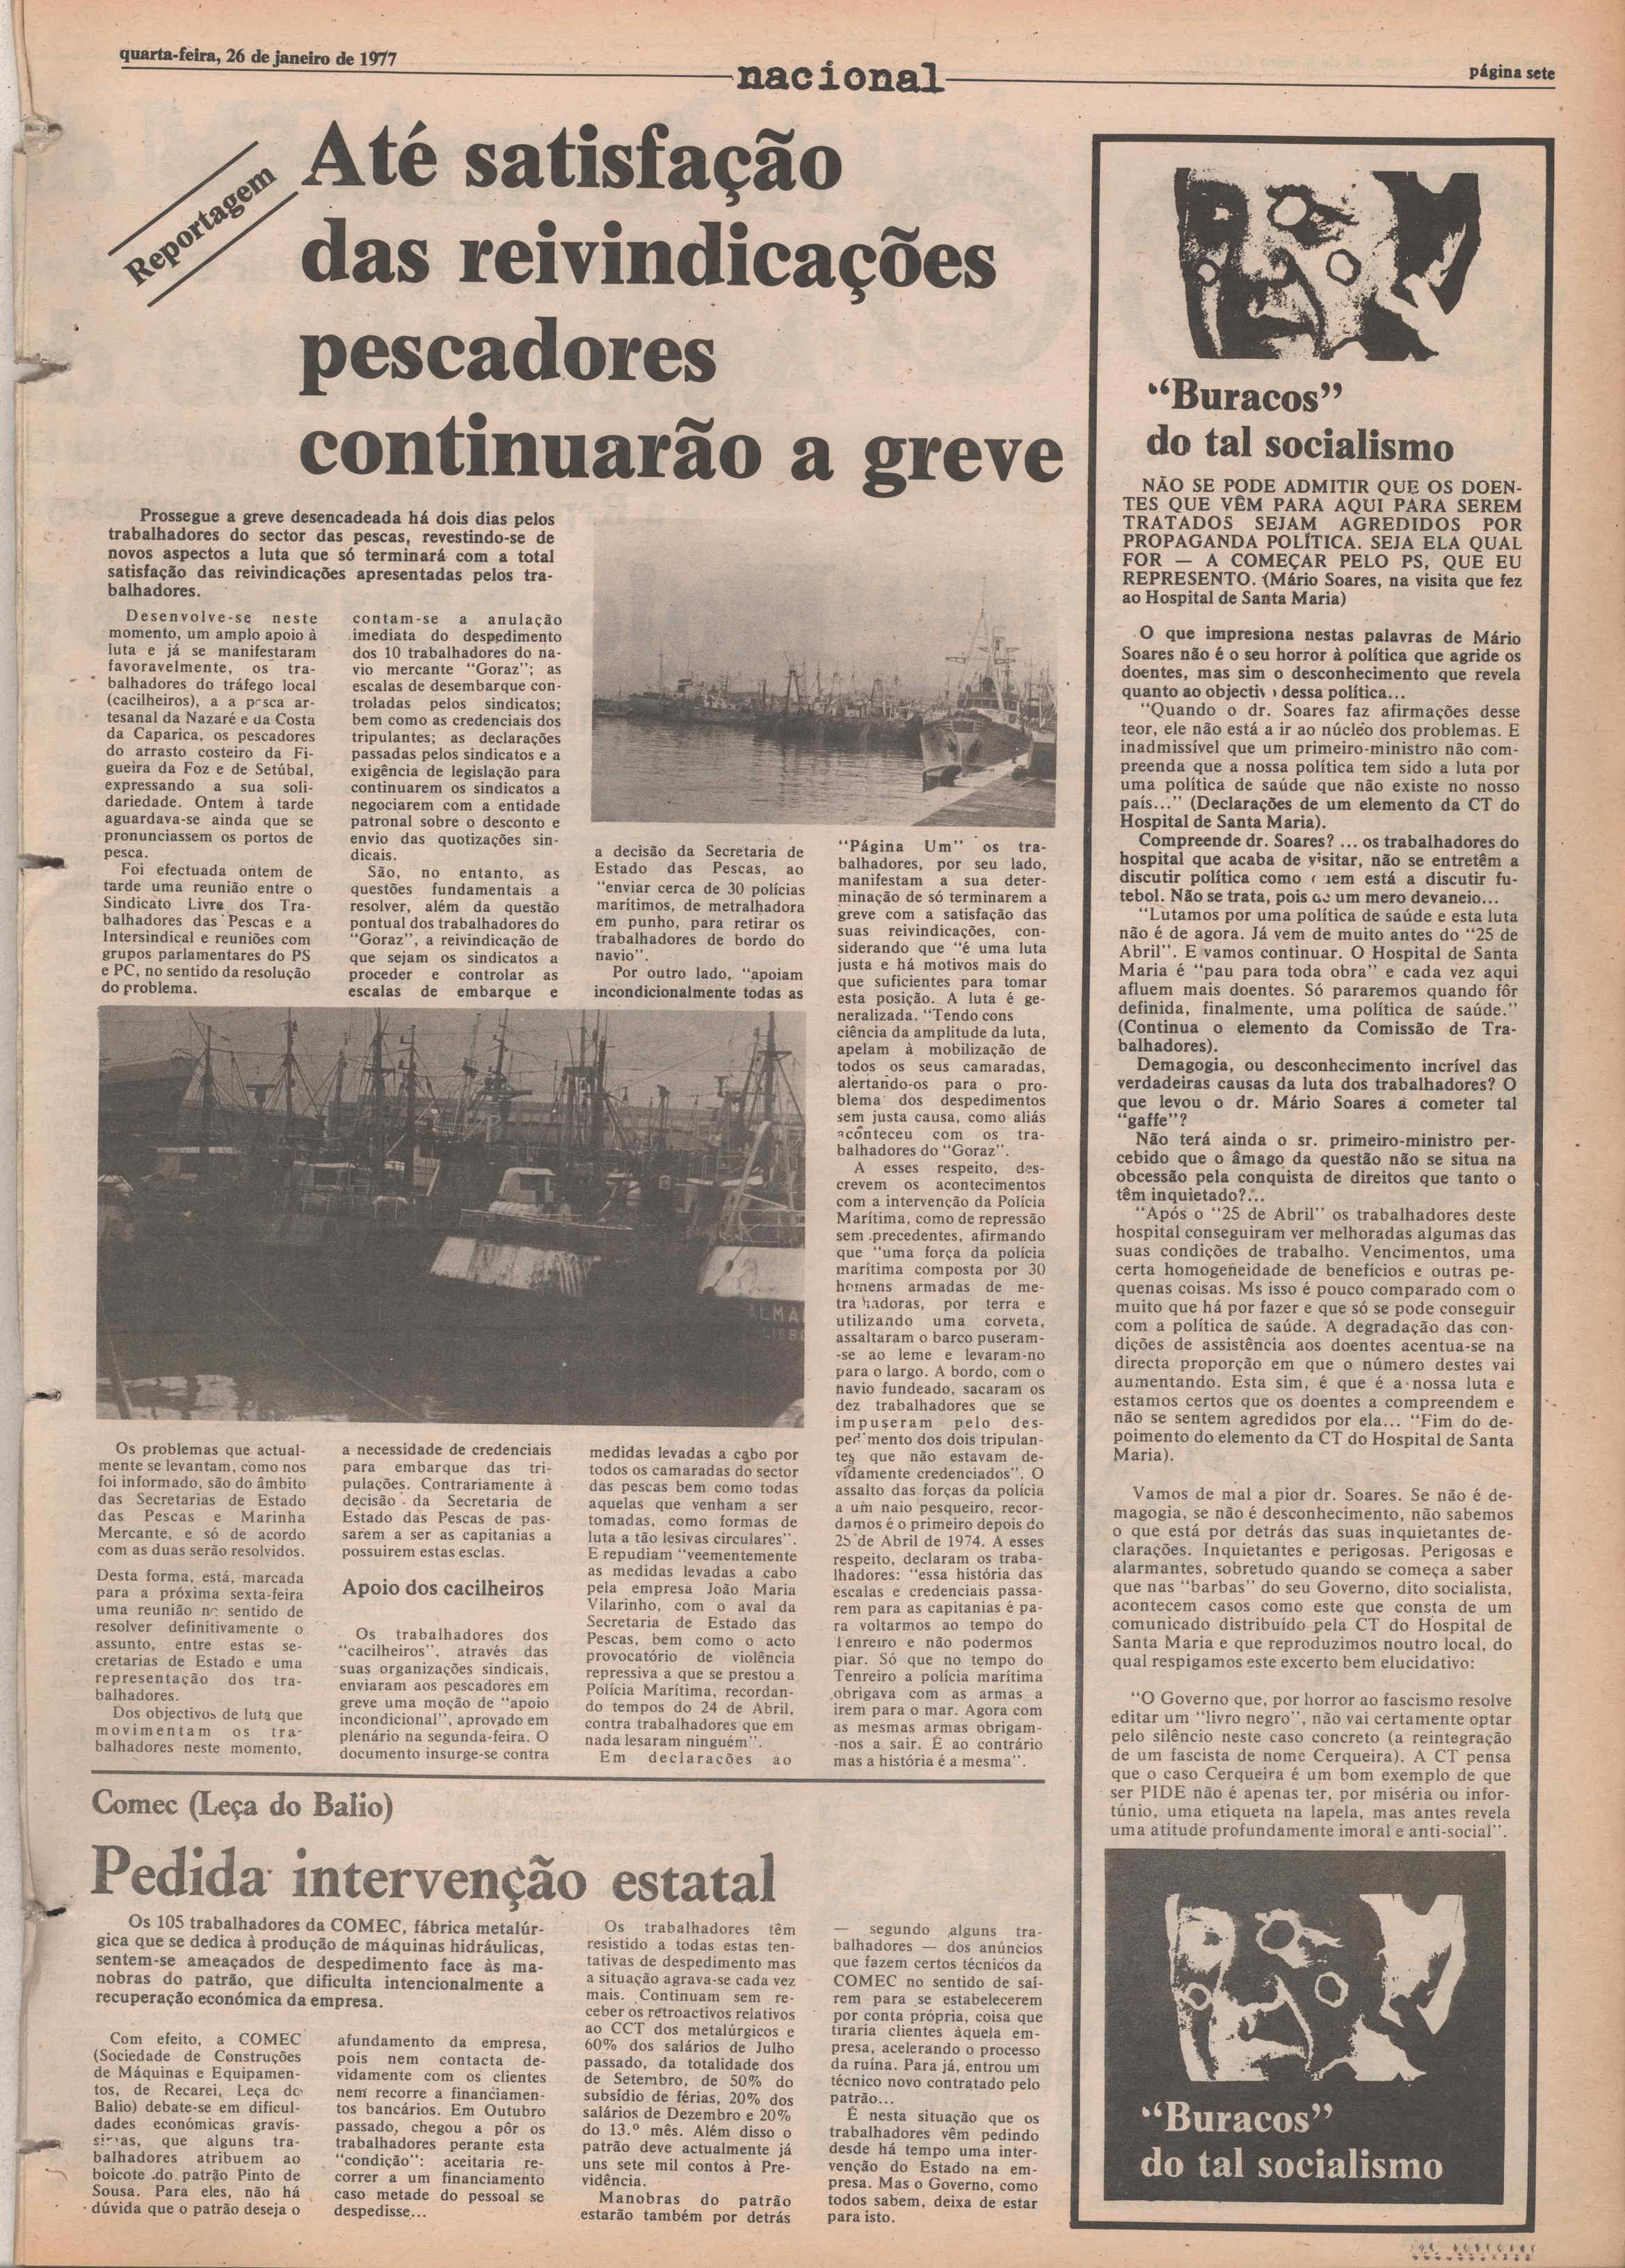 quarta-feira, 26 de janeiro de 1977
nacional
página sete
Reportagem
Até satisfação
das reivindicações
pescadores
continuarão a greve
Prossegue a greve desencadeada há dois dias pelos
trabalhadores do sector das pescas, revestindo-se de
novos aspectos a luta que só terminará com a total
satisfação das reivindicações apresentadas pelos tra-
balhadores.
Desenvolve-se neste
momento, um amplo apoio à
luta e já se manifestaram
favoravelmente, os tra-
balhadores do tráfego local
(cacilheiros), a a pesca ar-
tesanal da Nazaré e da Costa
da Caparica, os pescadores
do arrasto costeiro da Fi-
gueira da Foz e de Setúbal,
expressando a sua soli-
dariedade. Ontem à tarde
aguardava-se ainda que se
pronunciassem os portos de
pesca.
Foi efectuada ontem de
tarde uma reunião entre o
Sindicato Livre dos Tra-
balhadores das Pescas e a
Intersindical e reuniões com
grupos parlamentares do PS
e PC, no sentido da resolução
do problema.
contam-se a anulação
imediata do despedimento
dos 10 trabalhadores do na-
vio mercante "Goraz"; as
escalas de desembarque con-
troladas pelos sindicatos;
bem como as credenciais dos
tripulantes; as declarações
passadas pelos sindicatos e a
exigência de legislação para
continuarem os sindicatos a
negociarem com a entidade
patronal sobre o desconto e
envio das quotizações sin-
dicais.
São, no entanto, as
questões fundamentais a
resolver, além da questão
pontual dos trabalhadores do
"Goraz", a reivindicação de
que sejam os sindicatos a
proceder e controlar as
escalas de embarque e
a decisão da Secretaria de
Estado das Pescas, ao
"enviar cerca de 30 polícias
marítimos, de metralhadora
em punho, para retirar os
trabalhadores de bordo do
navio".
Por outro lado, "apoiam
incondicionalmente todas as
"Página Um" os tra-
balhadores, por seu lado,
manifestam a sua deter-
minação de só terminarem a
greve com a satisfação das
suas reivindicações, con-
siderando que "é uma luta
justa e há motivos mais do
que suficientes para tomar
esta posição. A luta é ge-
neralizada. "Tendo cons
ciência da amplitude da luta,
apelam à mobilização de
todos os seus camaradas,
alertando-os para o pro-
blema dos despedimentos
sem justa causa, como aliás
aconteceu com os tra-
balhadores do "Goraz".
A esses respeito, des-
crevem os acontecimentos
com a intervenção da Polícia
Marítima, como de repressão
sem precedentes, afirmando
que "uma força da polícia
marítima composta por 30
homens armadas de me-
tralhadoras, por terra e
utilizando uma corveta,
assaltaram o barco puseram-
-se ao leme e levaram-no
para o largo. A bordo, com o
navio fundeado, sacaram os
dez trabalhadores que se
impuseram pelo des-
pedimento dos dois tripulan-
tes que não estavam de-
vidamente credenciados". O
assalto das forças da polícia
a um naio pesqueiro, recor-
damos é o primeiro depois do
25 de Abril de 1974. A esses
respeito, declaram os traba-
lhadores: "essa história das
escalas e credenciais passa-
rem para as capitanias é pa-
ra voltarmos ao tempo do
Tenreiro e não podermos
piar. Só que no tempo do
Tenreiro a polícia marítima
obrigava com as armas a
irem para o mar. Agora com
as mesmas armas obrigam-
-nos a sair. É ao contrário
mas a história é a mesma".
ALMA
LISBO
Os problemas que actual-
mente se levantam, como nos
foi informado, são do âmbito
das Secretarias de Estado
das Pescas e Marinha
Mercante, e só de acordo
com as duas serão resolvidos.
Desta forma, está, marcada
para a próxima sexta-feira
uma reunião no sentido de
resolver definitivamente o
assunto, entre estas se-
cretarias de Estado e uma
representação dos tra-
balhadores.
Dos objectivos de luta que
movimentam os tra-
balhadores neste momento,
a necessidade de credenciais
para embarque das tri-
pulações. Contrariamente à
decisão da Secretaria de
Estado das Pescas de pas-
sarem a ser as capitanias a
possuirem estas esclas.
Apoio dos cacilheiros
Os trabalhadores dos
"cacilheiros", através das
suas organizações sindicais,
enviaram aos pescadores em
greve uma moção de "apoio
incondicional", aprovado em
plenário na segunda-feira. O
documento insurge-se contra
medidas levadas a cabo por
todos os camaradas do sector
das pescas bem como todas
aquelas que venham a ser
tomadas, como formas de
luta a tão lesivas circulares".
E repudiam "veementemente
as medidas levadas a cabo
pela empresa João Maria
Vilarinho, com o aval da
Secretaria de Estado das
Pescas, bem como o acto
provocatório de violência
repressiva a que se prestou a
Polícia Marítima, recordan-
do tempos do 24 de Abril,
contra trabalhadores que em
nada lesaram ninguém".
Em declarações ao
Comec (Leça do Balio)
Pedida intervenção estatal
Os 105 trabalhadores da COMEC, fábrica metalúr-
gica que se dedica à produção de máquinas hidráulicas,
sentem-se ameaçados de despedimento face às ma-
nobras do patrão, que dificulta intencionalmente a
recuperação económica da empresa.
Com efeito, a COMEC
(Sociedade de Construções
de Máquinas e Equipamen-
tos, de Recarei, Leça do
Balio) debate-se em dificul-
dades económicas gravís-
simas, que alguns tra-
balhadores atribuem ao
boicote do patrão Pinto de
Sousa. Para eles, não há
dúvida que o patrão deseja o
afundamento da empresa,
pois nem contacta de-
vidamente com os clientes
nem recorre a financiamen-
tos bancários. Em Outubro
passado, chegou a pôr os
trabalhadores perante esta
"condição": aceitaria re-
correr a um financiamento
caso metade do pessoal se
despedisse...
Os trabalhadores têm
resistido a todas estas ten-
tativas de despedimento mas
a situação agrava-se cada vez
mais. Continuam sem re-
ceber os retroactivos relativos
ao CCT dos metalúrgicos e
60% dos salários de Julho
passado, da totalidade dos
de Setembro, de 50% do
subsídio de férias, 20% dos
salários de Dezembro e 20%
do 13.º mês. Além disso o
patrão deve actualmente já
uns sete mil contos à Pre-
vidência.
Manobras do patrão
estarão também por detrás
— segundo alguns tra-
balhadores — dos anúncios
que fazem certos técnicos da
COMEC no sentido de saí-
rem para se estabelecerem
por conta própria, coisa que
tiraria clientes àquela em-
presa, acelerando o processo
da ruína. Para já, entrou um
técnico novo contratado pelo
patrão...
É nesta situação que os
trabalhadores vêm pedindo
desde há tempo uma inter-
venção do Estado na em-
presa. Mas o Governo, como
todos sabem, deixa de estar
para isto.
"Buracos"
do tal socialismo
NÃO SE PODE ADMITIR QUE OS DOEN-
TES QUE VÊM PARA AQUI PARA SEREM
TRATADOS SEJAM AGREDIDOS POR
PROPAGANDA POLÍTICA. SEJA ELA QUAL
FOR — A COMEÇAR PELO PS, QUE EU
REPRESENTO. (Mário Soares, na visita que fez
ao Hospital de Santa Maria)
O que impresiona nestas palavras de Mário
Soares não é o seu horror à política que agride os
doentes, mas sim o desconhecimento que revela
quanto ao objectivo dessa política...
"Quando o dr. Soares faz afirmações desse
teor, ele não está a ir ao núcleo dos problemas. E
inadmissível que um primeiro-ministro não com-
preenda que a nossa política tem sido a luta por
uma política de saúde que não existe no nosso
país..." (Declarações de um elemento da CT do
Hospital de Santa Maria).
Compreende dr. Soares? ... os trabalhadores do
hospital que acaba de visitar, não se entretêm a
discutir política como quem está a discutir fu-
tebol. Não se trata, pois de um mero devaneio...
"Lutamos por uma política de saúde e esta luta
não é de agora. Já vem de muito antes do "25 de
Abril". E vamos continuar. O Hospital de Santa
Maria é "pau para toda obra" e cada vez aqui
afluem mais doentes. Só pararemos quando fôr
definida, finalmente, uma política de saúde."
(Continua o elemento da Comissão de Tra-
balhadores).
Demagogia, ou desconhecimento incrível das
verdadeiras causas da luta dos trabalhadores? O
que levou o dr. Mário Soares a cometer tal
"gaffe"?
Não terá ainda o sr. primeiro-ministro per-
cebido que o âmago da questão não se situa na
obcessão pela conquista de direitos que tanto o
têm inquietado?...
"Após o "25 de Abril" os trabalhadores deste
hospital conseguiram ver melhoradas algumas das
suas condições de trabalho. Vencimentos, uma
certa homogeneidade de benefícios e outras pe-
quenas coisas. Ms isso é pouco comparado com o
muito que há por fazer e que só se pode conseguir
com a política de saúde. A degradação das con-
dições de assistência aos doentes acentua-se na
directa proporção em que o número destes vai
aumentando. Esta sim, é que é a nossa luta e
estamos certos que os doentes a compreendem e
não se sentem agredidos por ela... "Fim do de-
poimento do elemento da CT do Hospital de Santa
Maria).
Vamos de mal a pior dr. Soares. Se não é de-
magogia, se não é desconhecimento, não sabemos
o que está por detrás das suas inquietantes de-
clarações. Inquietantes e perigosas. Perigosas e
alarmantes, sobretudo quando se começa a saber
que nas "barbas" do seu Governo, dito socialista,
acontecem casos como este que consta de um
comunicado distribuído pela CT do Hospital de
Santa Maria e que reproduzimos noutro local, do
qual respigamos este excerto bem elucidativo:
"O Governo que, por horror ao fascismo resolve
editar um "livro negro", não vai certamente optar
pelo silêncio neste caso concreto (a reintegração
de um fascista de nome Cerqueira). A CT pensa
que o caso Cerqueira é um bom exemplo de que
ser PIDE não é apenas ter, por miséria ou infor-
túnio, uma etiqueta na lapela, mas antes revela
uma atitude profundamente imoral e anti-social".
"Buracos"
do tal socialismo